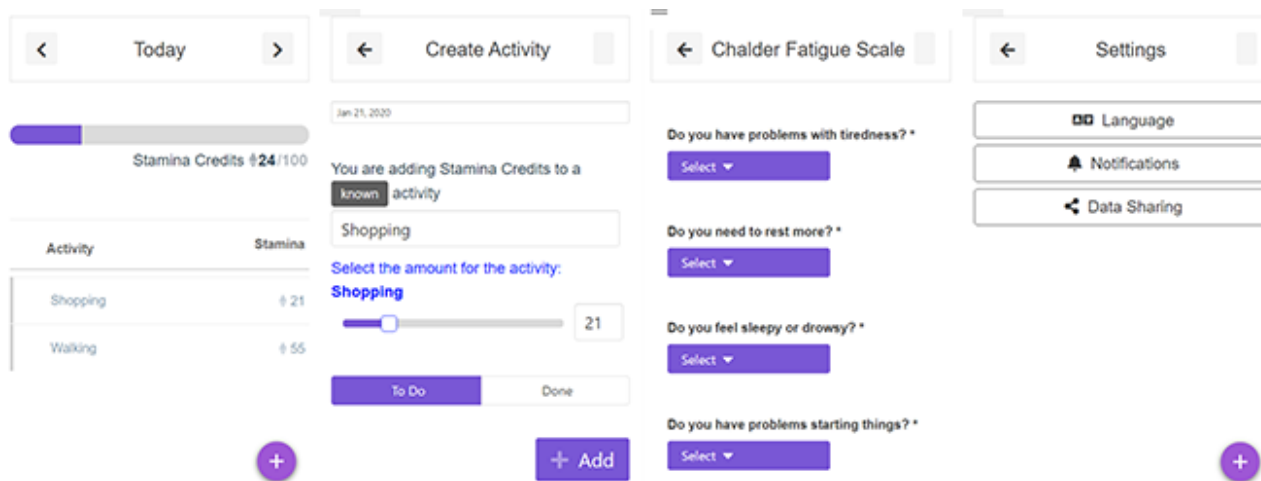 Today
Stamina Credits 24/100
Activity Stamina
Shopping 21
Walking 55
+
Create Activity
Jan 21, 2020
You are adding Stamina Credits to a
known activity
Shopping
Select the amount for the activity:
Shopping
21
To Do Done
+ Add
Chalder Fatigue Scale
Do you have problems with tiredness? *
Select
Do you need to rest more? *
Select
Do you feel sleepy or drowsy? *
Select
Do you have problems starting things? *
Select
Settings
Language
Notifications
Data Sharing
+